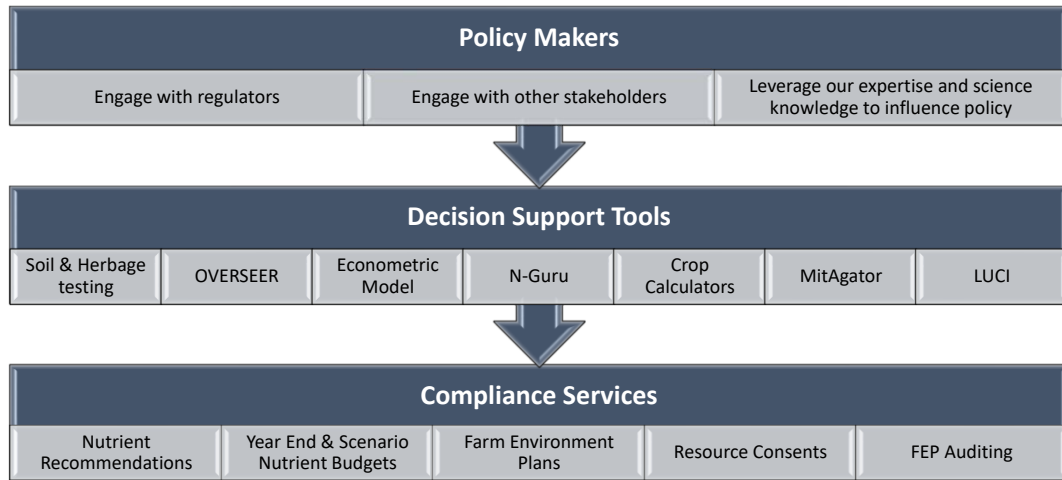 Policy Makers
Engage with regulators
Engage with other stakeholders
Leverage our expertise and science
knowledge to influence policy
Decision Support Tools
Soil & Herbage
testing
OVERSEER
Econometric
Model
N-Guru
Crop
Calculators
MitAgator
LUCI
Compliance Services
Nutrient
Recommendations
Year End & Scenario
Nutrient Budgets
Farm Environment
Plans
Resource Consents
FEP Auditing